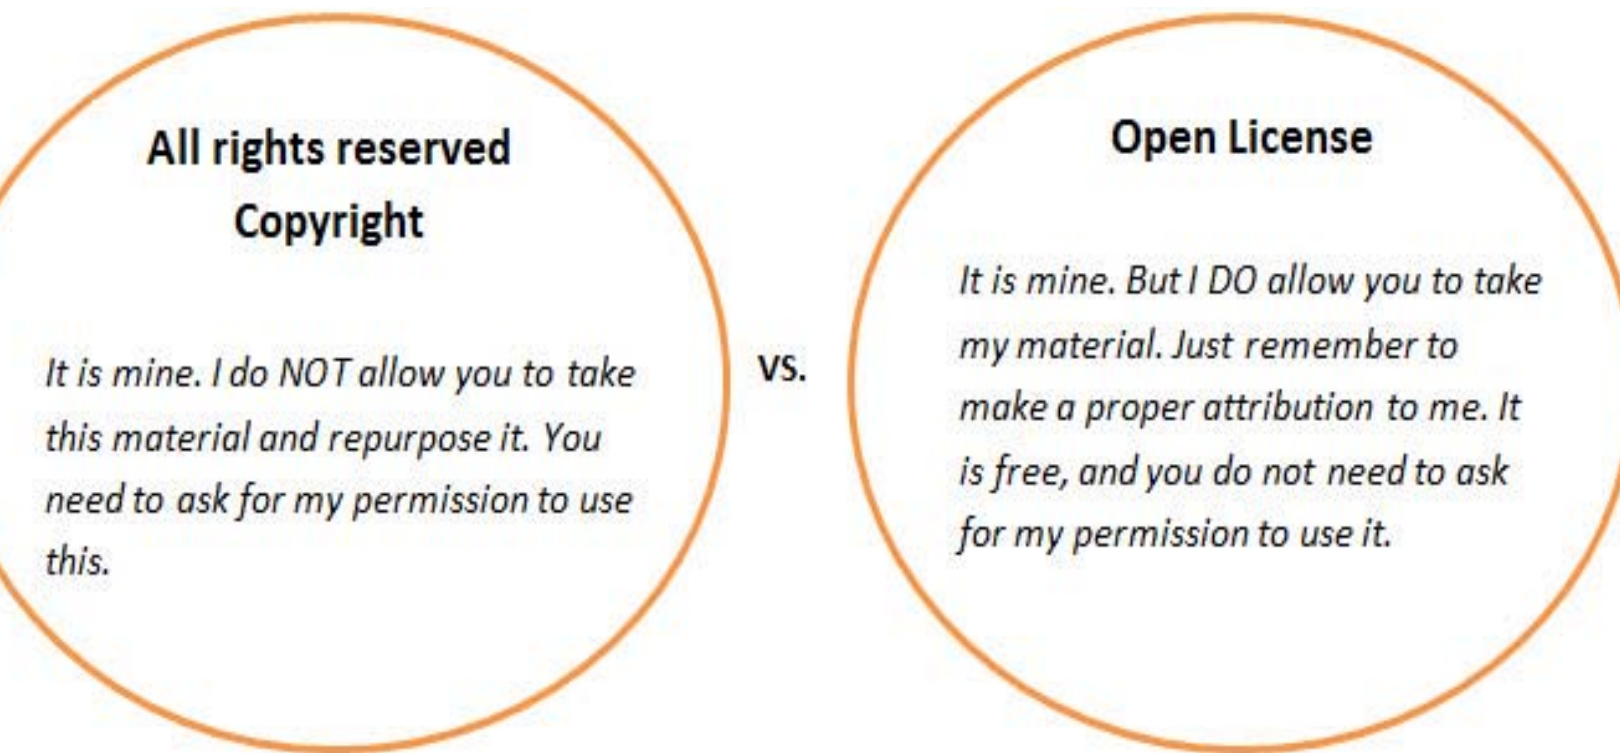 All rights reserved
Copyright
It is mine. I do NOT allow you to take
this material and repurpose it. You
need to ask for my permission to use
this.
vs.
Open License
It is mine. But I DO allow you to take
my material. Just remember to
make a proper attribution to me. It
is free, and you do not need to ask
for my permission to use it.